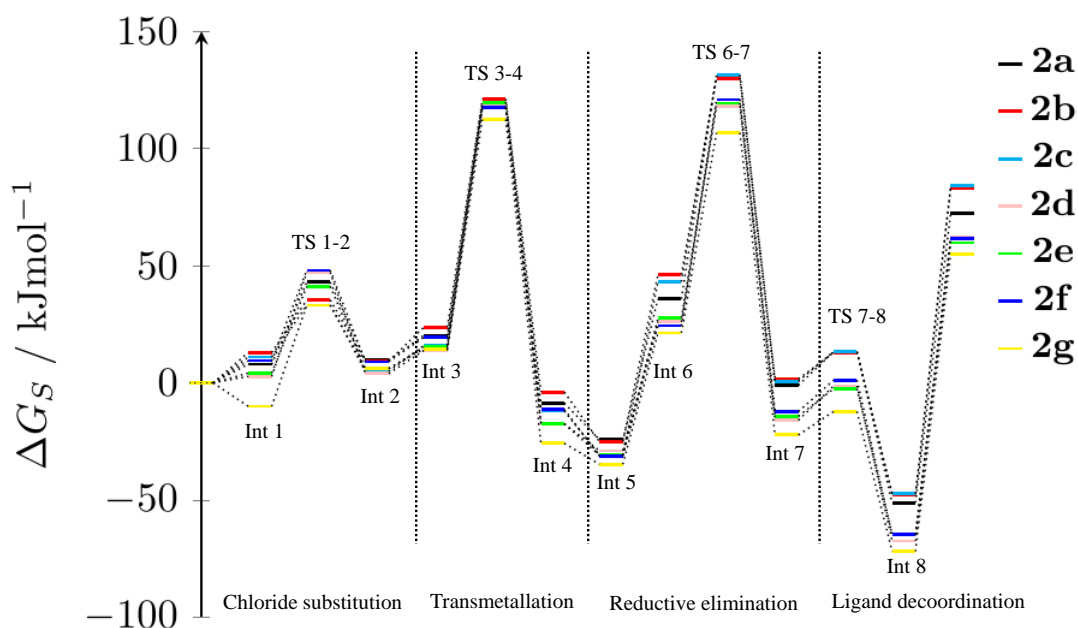 150
100
50
0
−50
−100
ΔG_S / kJmol⁻¹
TS 1-2
TS 3-4
TS 6-7
TS 7-8
Int 1
Int 2
Int 3
Int 4
Int 5
Int 6
Int 7
Int 8
Chloride substitution
Transmetallation
Reductive elimination
Ligand decoordination
2a
2b
2c
2d
2e
2f
2g